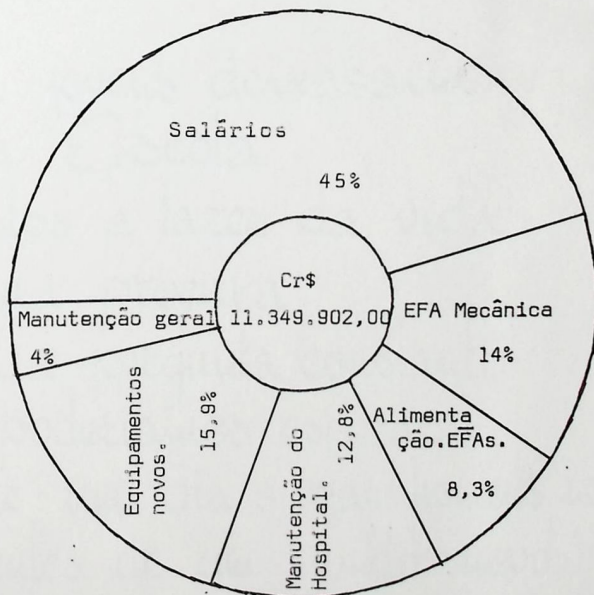 Salários
45%
Cr$
11.349.902,00
EFA Mecânica
14%
Manutenção geral
4%
Alimenta
ção.EFAs.
8,3%
Equipamentos
novos.
15,9%
Manutenção do
Hospital.
12,8%